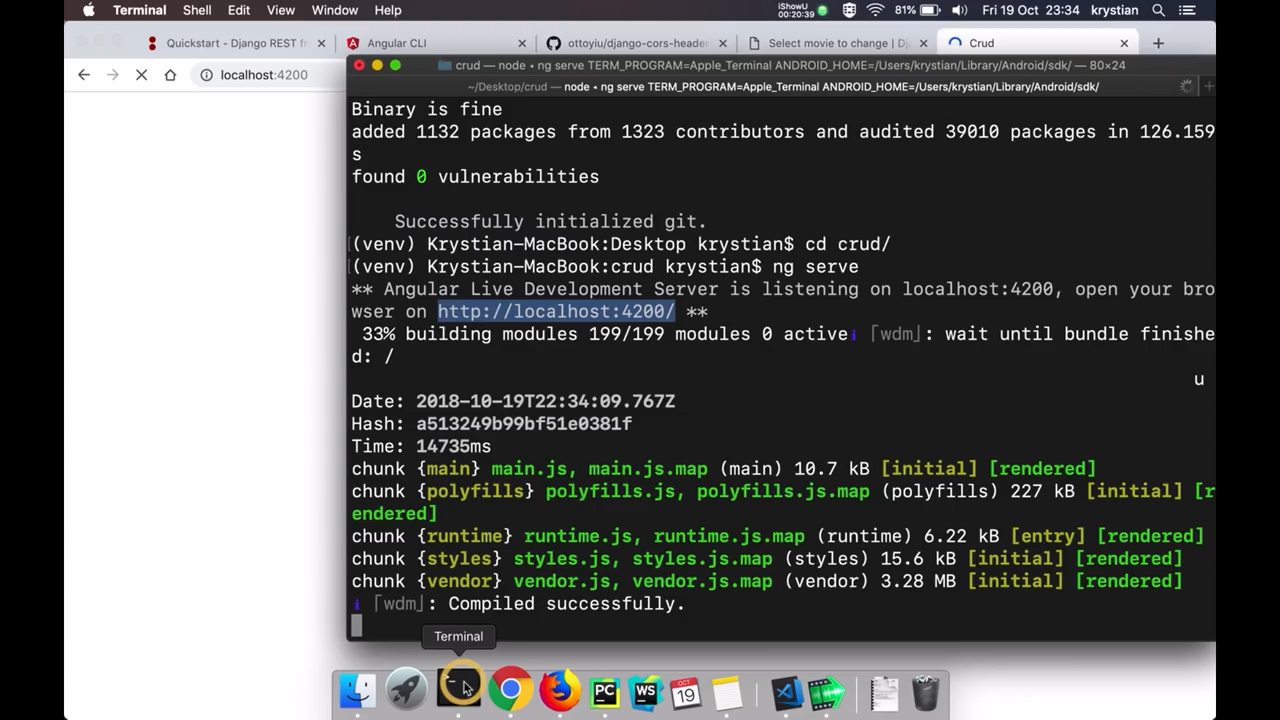 Terminal Shell Edit View Window Help iShowU 00:20:39 81% Fri 19 Oct 23:34 krystian
Quickstart - Django REST fr × Angular CLI × ottoyiu/django-cors-header × Select movie to change | Dj × Crud × +
localhost:4200
crud — node ◂ ng serve TERM_PROGRAM=Apple_Terminal ANDROID_HOME=/Users/krystian/Library/Android/sdk/ — 80×24
~/Desktop/crud — node ◂ ng serve TERM_PROGRAM=Apple_Terminal ANDROID_HOME=/Users/krystian/Library/Android/sdk/
Binary is fine
added 1132 packages from 1323 contributors and audited 39010 packages in 126.159
s
found 0 vulnerabilities
Successfully initialized git.
(venv) Krystian-MacBook:Desktop krystian$ cd crud/
(venv) Krystian-MacBook:crud krystian$ ng serve
** Angular Live Development Server is listening on localhost:4200, open your bro
wser on http://localhost:4200/ **
33% building modules 199/199 modules 0 activeℹ ｢wdm｣: wait until bundle finishe
d: /
u
Date: 2018-10-19T22:34:09.767Z
Hash: a513249b99bf51e0381f
Time: 14735ms
chunk {main} main.js, main.js.map (main) 10.7 kB [initial] [rendered]
chunk {polyfills} polyfills.js, polyfills.js.map (polyfills) 227 kB [initial] [r
endered]
chunk {runtime} runtime.js, runtime.js.map (runtime) 6.22 kB [entry] [rendered]
chunk {styles} styles.js, styles.js.map (styles) 15.6 kB [initial] [rendered]
chunk {vendor} vendor.js, vendor.js.map (vendor) 3.28 MB [initial] [rendered]
ℹ ｢wdm｣: Compiled successfully.
Terminal
PC WS OCT 19